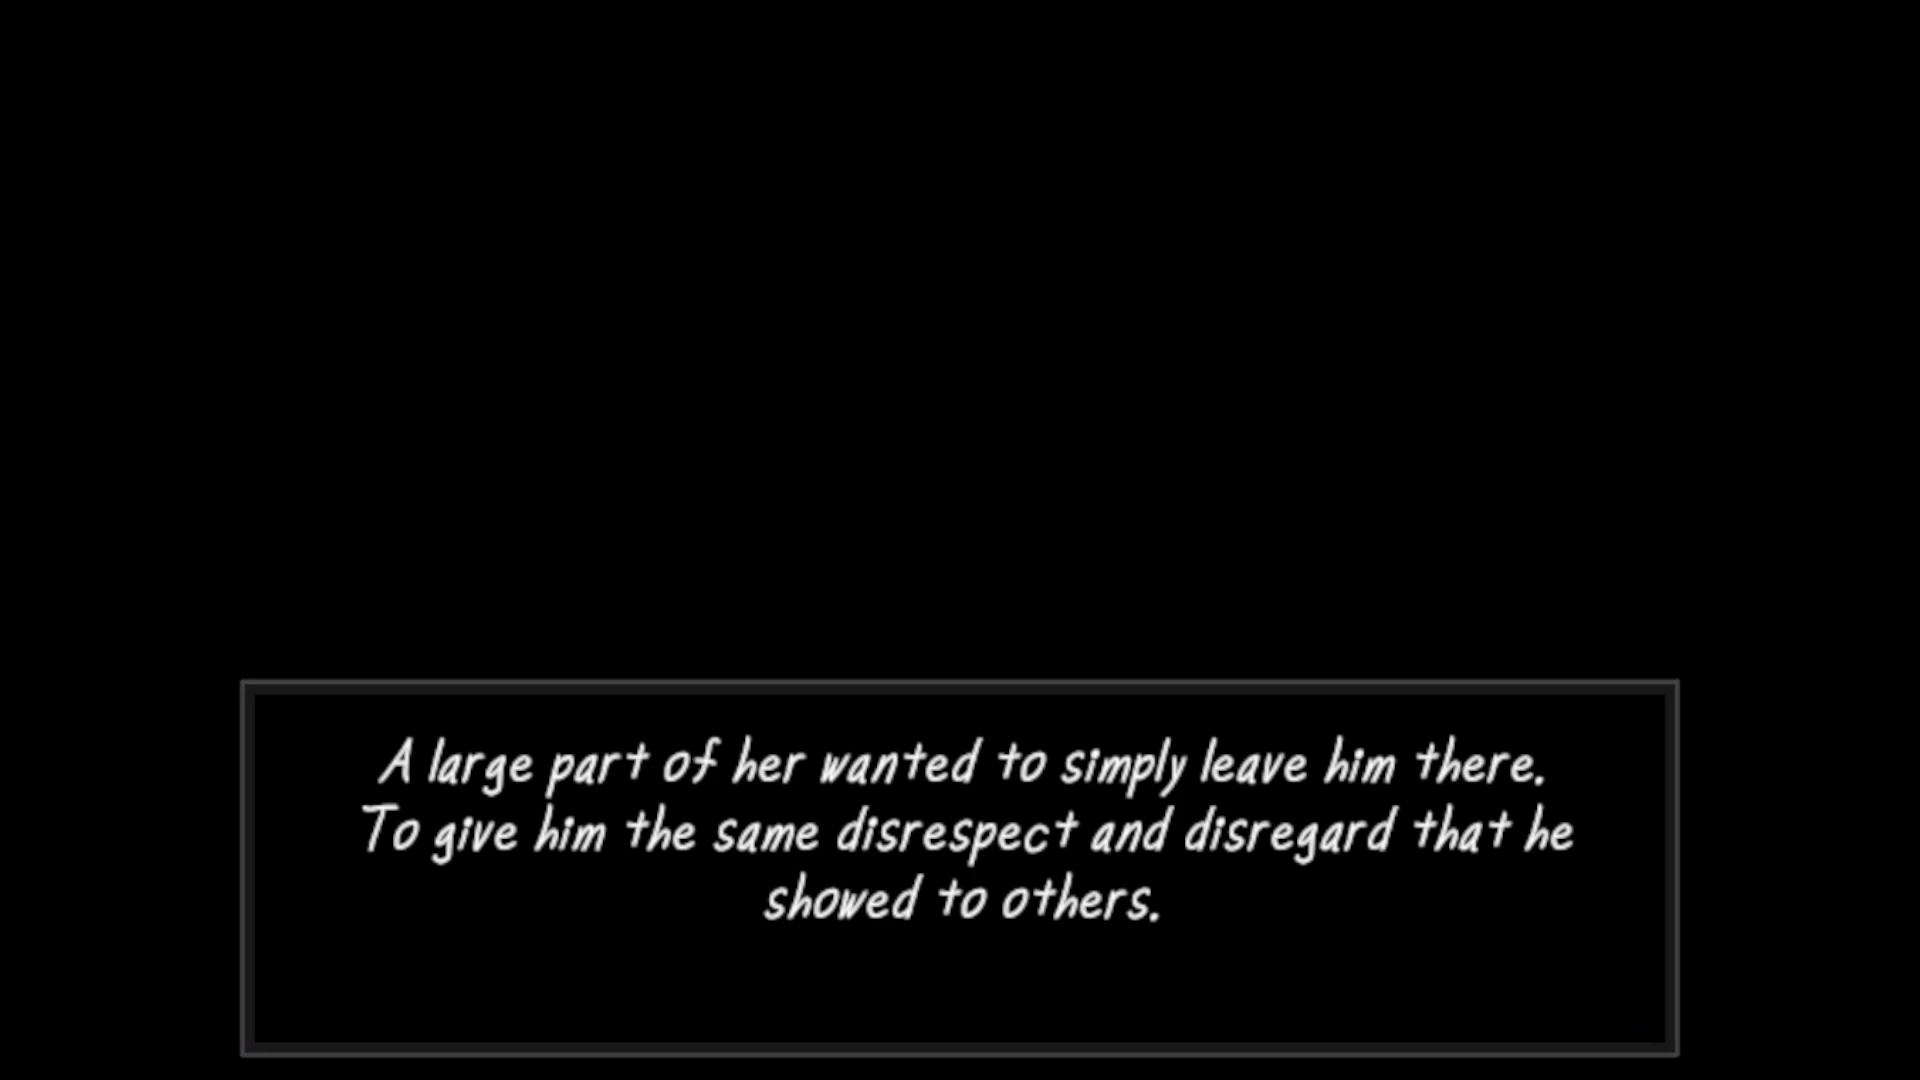 A large part of her wanted to simply leave him there.
To give him the same disrespect and disregard that he
showed to others.